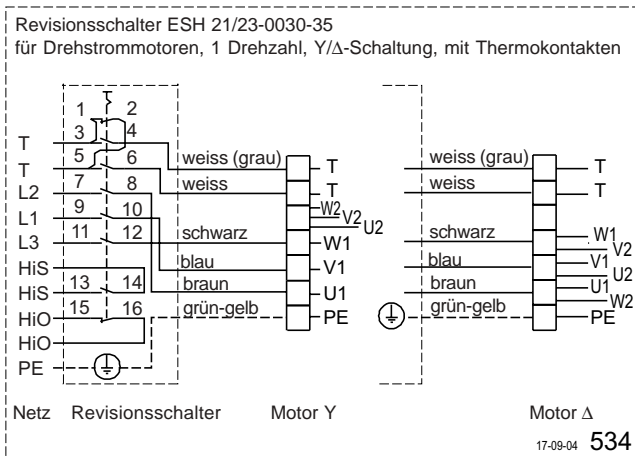 Revisionsschalter ESH 21/23-0030-35
für Drehstrommotoren, 1 Drehzahl, Y/Δ-Schaltung, mit Thermokontakten
1 2
T 3 4
T 5 6 weiss (grau) T weiss (grau) T
L2 7 8 weiss T weiss T
W2
V2
U2
L1 9 10
L3 11 12 schwarz W1 schwarz W1
V2
HiS blau V1 blau V1
U2
HiS 13 14 braun U1 braun U1
W2
HiO 15 16 grün-gelb PE grün-gelb PE
HiO
PE
Netz Revisionsschalter Motor Y Motor Δ
17-09-04 534